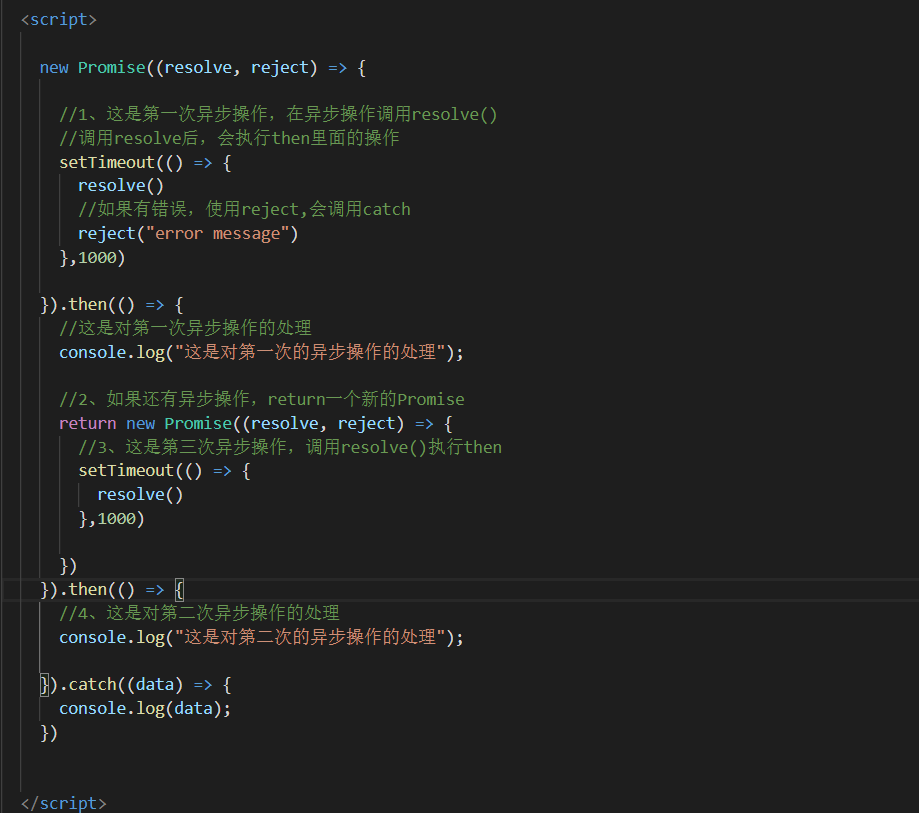 <script>
new Promise((resolve, reject) => {
//1、这是第一次异步操作，在异步操作调用resolve()
//调用resolve后，会执行then里面的操作
setTimeout(() => {
resolve()
//如果有错误，使用reject,会调用catch
reject("error message")
},1000)
}).then(() => {
//这是对第一次异步操作的处理
console.log("这是对第一次的异步操作的处理");
//2、如果还有异步操作，return一个新的Promise
return new Promise((resolve, reject) => {
//3、这是第三次异步操作，调用resolve()执行then
setTimeout(() => {
resolve()
},1000)
})
}).then(() => {
//4、这是对第二次异步操作的处理
console.log("这是对第二次的异步操作的处理");
}).catch((data) => {
console.log(data);
})
</script>